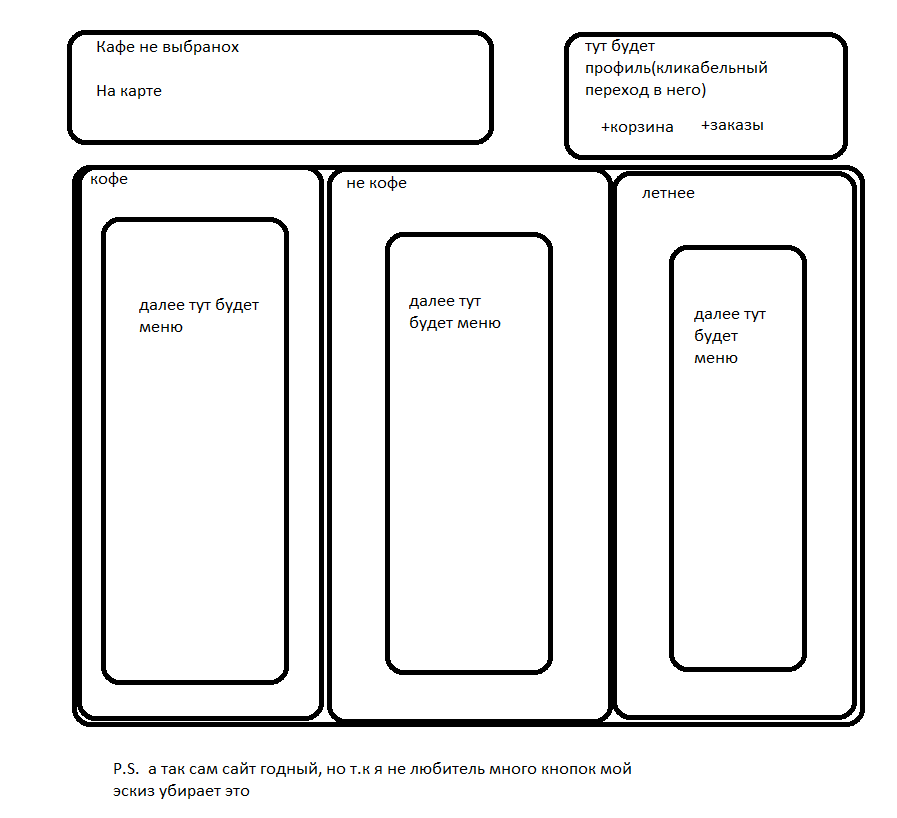 Кафе не выбранох
На карте
тут будет
профиль(кликабельный
переход в него)
+корзина
+заказы
кофе
не кофе
летнее
далее тут будет
меню
далее тут
будет меню
далее тут
будет
меню
P.S. а так сам сайт годный, но т.к я не любитель много кнопок мой
эскиз убирает это